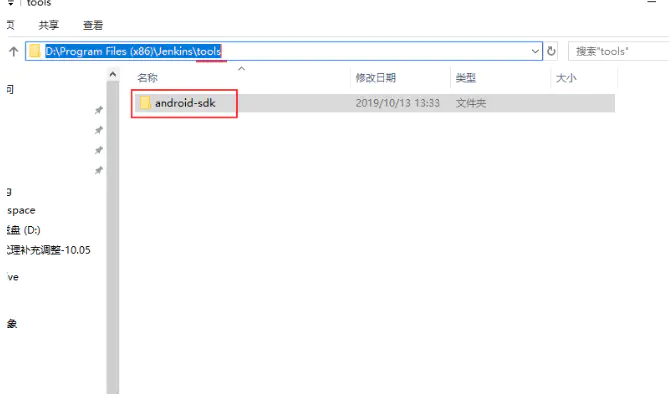 tools
页 共享 查看
D:\Program Files (x86)\Jenkins\tools
搜索"tools"
名称 修改日期 类型 大小
android-sdk 2019/10/13 13:33 文件夹
问
space
盘 (D:)
理补充调整-10.05
ive
象